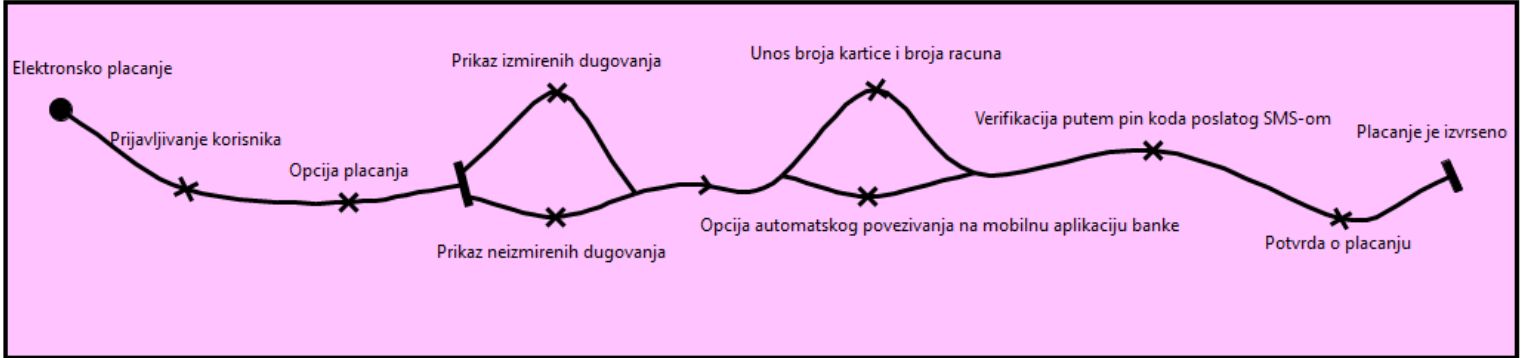 Elektronsko placanje
Prijavljivanje korisnika
Opcija placanja
Prikaz izmirenih dugovanja
Prikaz neizmirenih dugovanja
Unos broja kartice i broja racuna
Opcija automatskog povezivanja na mobilnu aplikaciju banke
Verifikacija putem pin koda poslatog SMS-om
Potvrda o placanju
Placanje je izvrseno